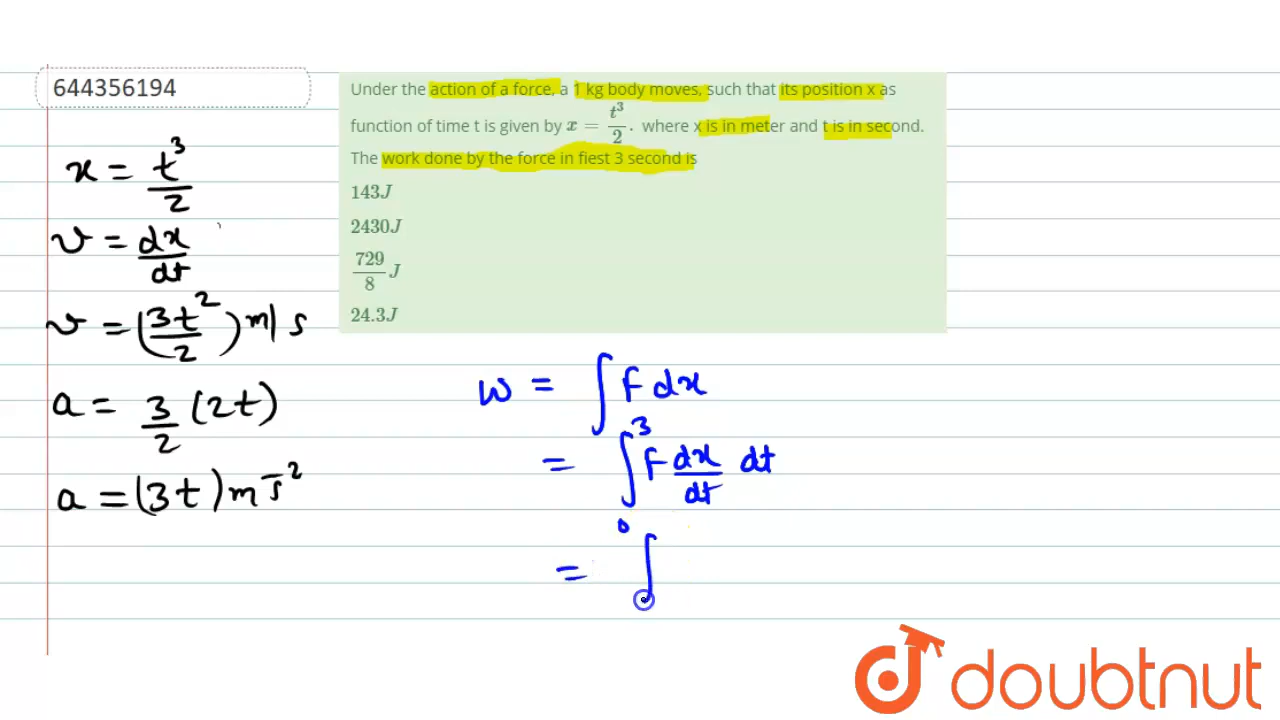 644356194
Under the action of a force, a 1 kg body moves, such that its position x as
function of time t is given by x = t³/2. where x is in meter and t is in second.
The work done by the force in fiest 3 second is
143J
2430J
729/8 J
24.3J
x = t³/2
v = dx/dt
v = (3t²/2) m/s
a = 3/2 (2t)
a = (3t) m s̄²
W = ∫ F dx
= ∫₀³ F dx/dt dt
= ∫
doubtnut